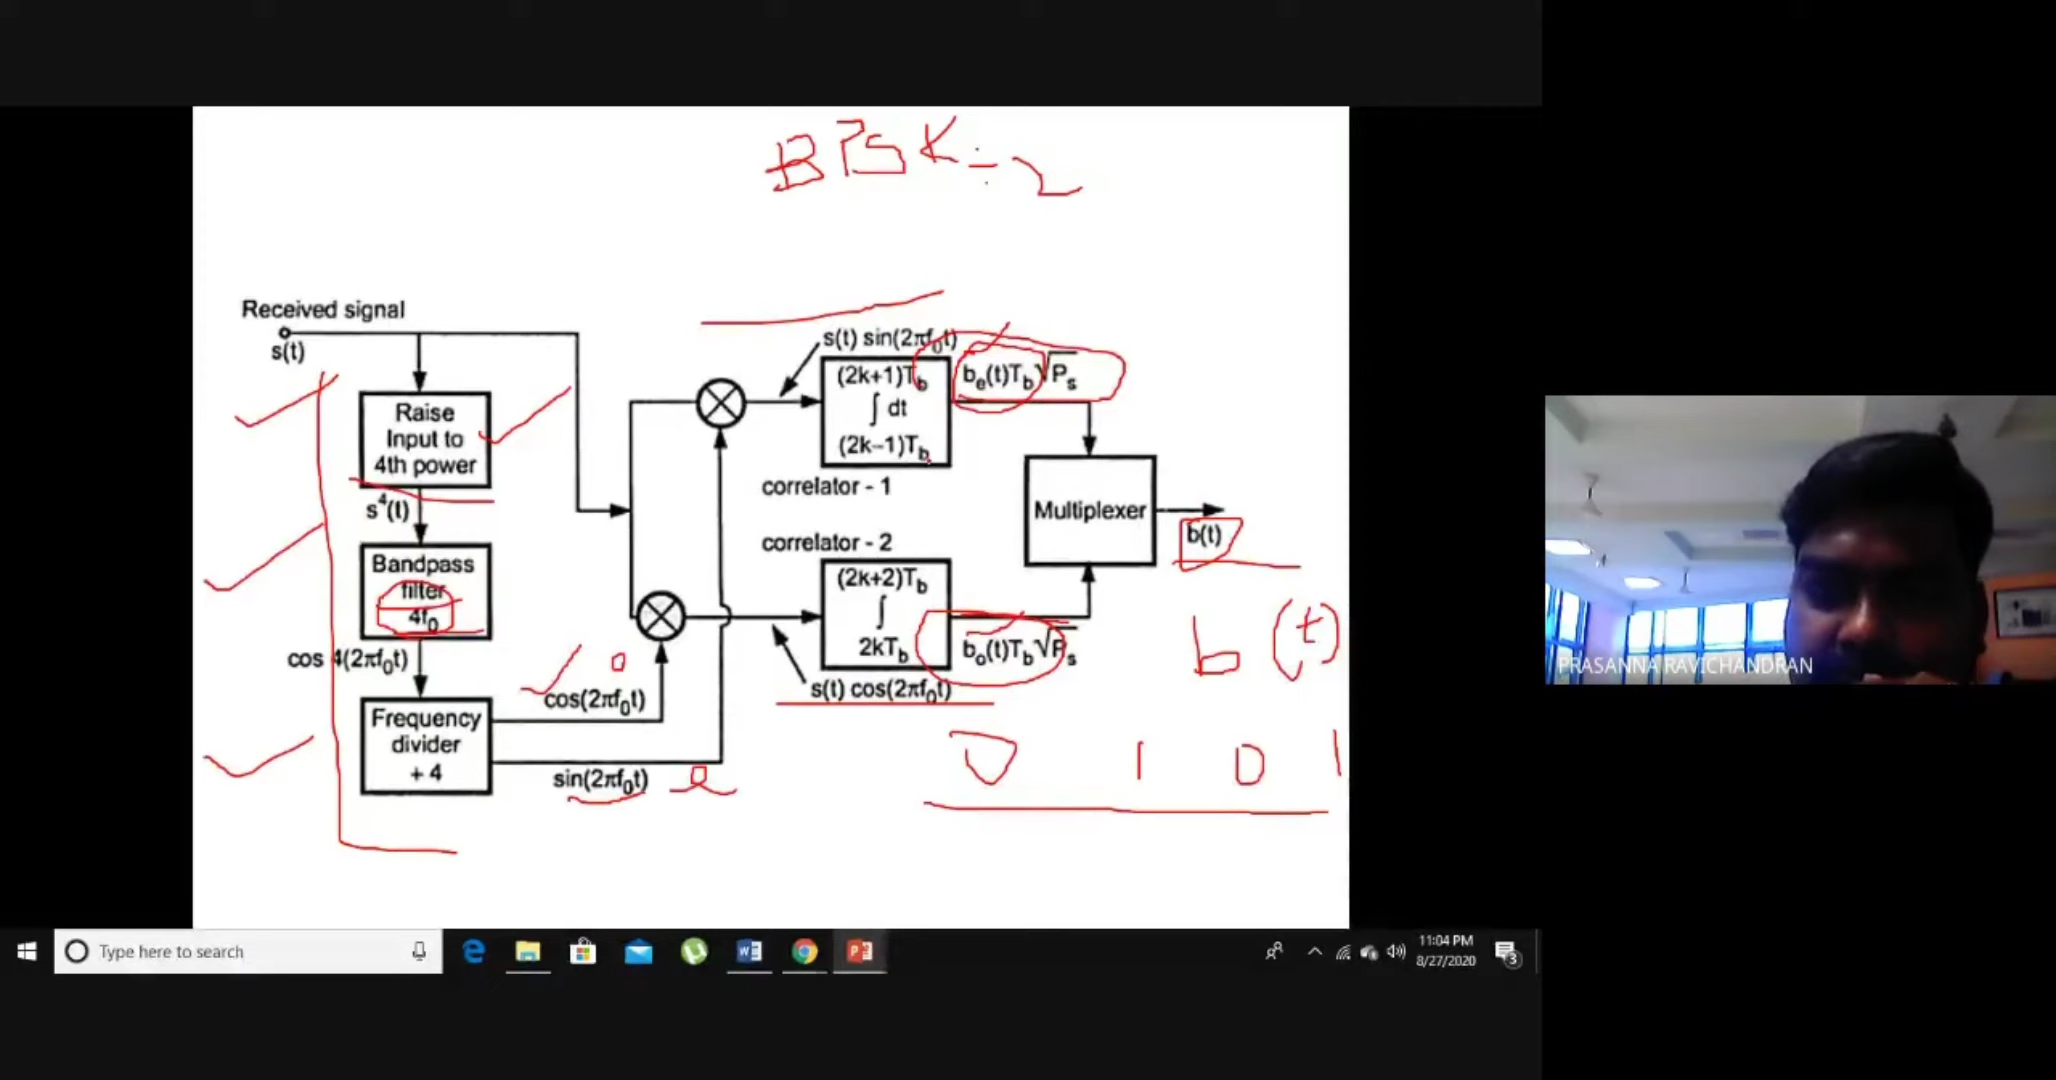 BPSK - 2
Received signal
s(t)
Raise
Input to
4th power
s⁴(t)
Bandpass
filter
4f₀
cos 4(2πf₀t)
Frequency
divider
÷ 4
cos(2πf₀t)
o
sin(2πf₀t)
e
s(t) sin(2πf₀t)
(2k+1)T_b
∫ dt
(2k−1)T_b
b_e(t)T_b√P_s
correlator - 1
correlator - 2
(2k+2)T_b
∫
2kT_b
b_o(t)T_b√P_s
s(t) cos(2πf₀t)
Multiplexer
b(t)
b(t)
0 1 0 1
PRASANNA RAVICHANDRAN
Type here to search
11:04 PM
8/27/2020
3